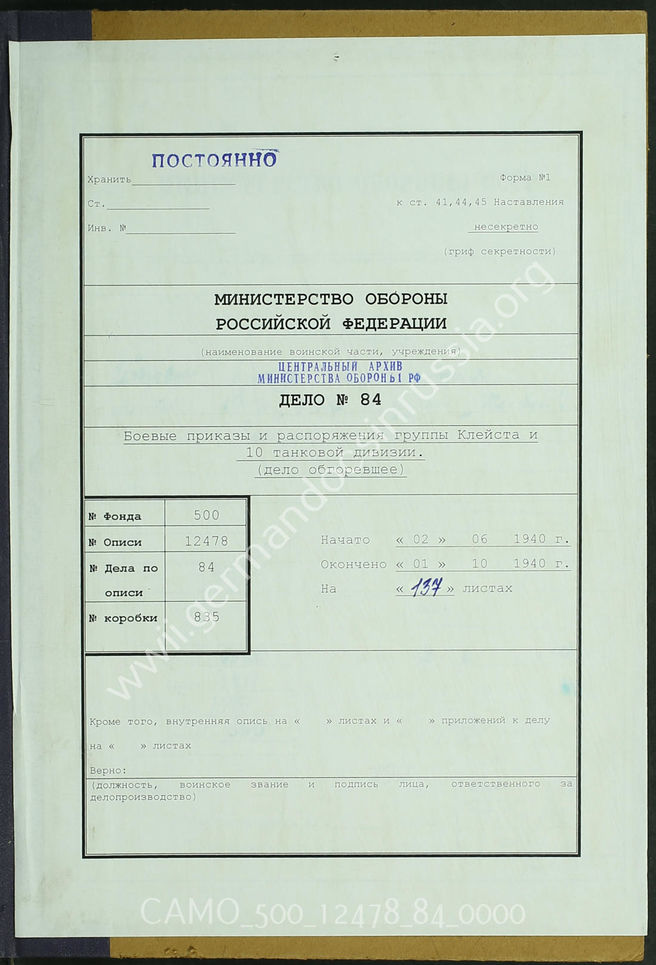 ПОСТОЯННО
Хранить
Форма №1
Ст.
к ст. 41,44,45 Наставления
Инв. №
несекретно
(гриф секретности)
МИНИСТЕРСТВО ОБОРОНЫ
РОССИЙСКОЙ ФЕДЕРАЦИИ
(наименование воинской части, учреждения)
ЦЕНТРАЛЬНЫЙ АРХИВ
МИНИСТЕРСТВА ОБОРОНЫ РФ
ДЕЛО № 84
Боевые приказы и распоряжения группы Клейста и
10 танковой дивизии.
(дело обгоревшее)
№ Фонда 500
№ Описи 12478
№ Дела по 84
описи
№ коробки 835
Начато « 02 » 06 1940 г.
Окончено « 01 » 10 1940 г.
На « 137 » листах
Кроме того, внутренняя опись на « » листах и « » приложений к делу
на « » листах
Верно:
(должность, воинское звание и подпись лица, ответственного за
делопроизводство)
www.germandocsinrussia.org
CAMO_500_12478_84_0000